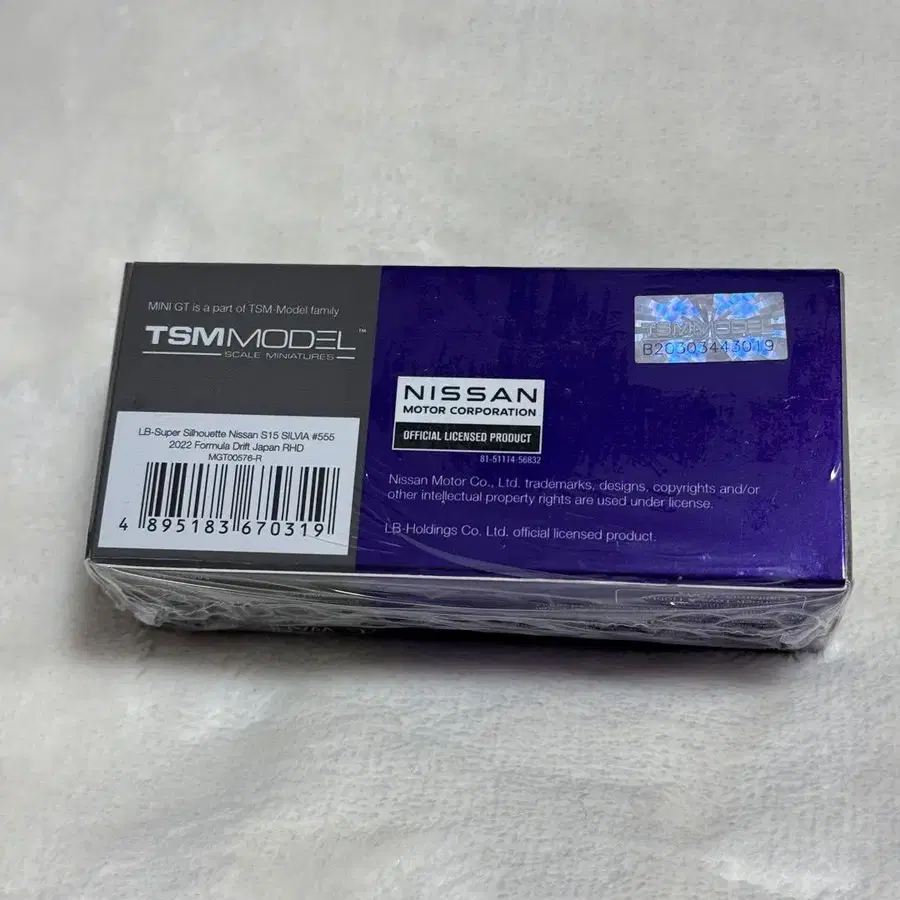 MINI GT is a part of TSM-Model family
TSMMODEL™
SCALE MINIATURES
LB-Super Silhouette Nissan S15 SILVIA #555
2022 Formula Drift Japan RHD
MGT00576-R
4 895183 670319
TSMMODEL
B20303443019
NISSAN
MOTOR CORPORATION
OFFICIAL LICENSED PRODUCT
81-51114-56832
Nissan Motor Co., Ltd. trademarks, designs, copyrights and/or
other intellectual property rights are used under license.
LB-Holdings Co. Ltd. official licensed product.